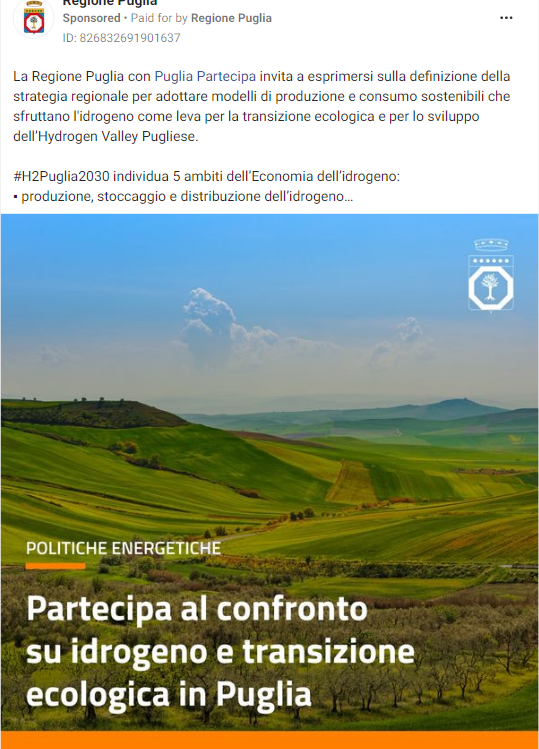 Regione Puglia
Sponsored • Paid for by Regione Puglia
ID: 826832691901637
La Regione Puglia con Puglia Partecipa invita a esprimersi sulla definizione della
strategia regionale per adottare modelli di produzione e consumo sostenibili che
sfruttano l'idrogeno come leva per la transizione ecologica e per lo sviluppo
dell’Hydrogen Valley Pugliese.
#H2Puglia2030 individua 5 ambiti dell’Economia dell’idrogeno:
▪ produzione, stoccaggio e distribuzione dell’idrogeno…
POLITICHE ENERGETICHE
Partecipa al confronto
su idrogeno e transizione
ecologica in Puglia